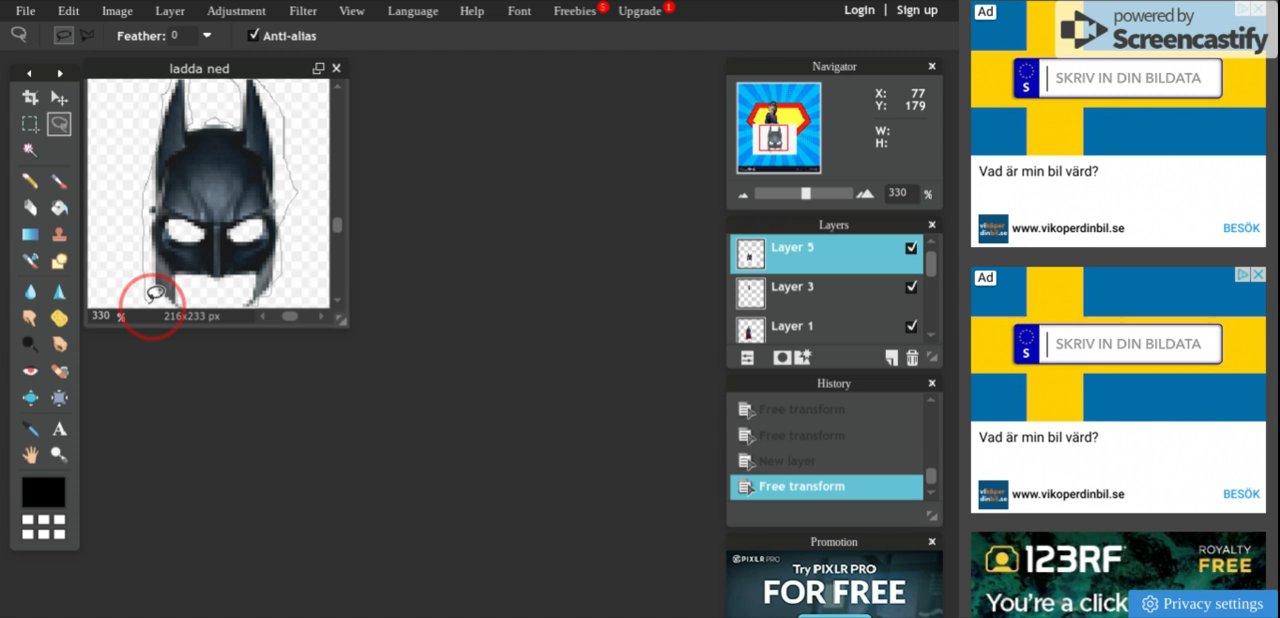 File Edit Image Layer Adjustment Filter View Language Help Font Freebies 5 Upgrade 1 Login | Sign up
Feather: 0 Anti-alias
ladda ned
330 % 216x233 px
A
Navigator
X: 77
Y: 179
W:
H:
330 %
Layers
Layer 5
Layer 3
Layer 1
History
Free transform
Free transform
New layer
Free transform
Promotion
PIXLR PRO
Try PIXLR PRO
FOR FREE
powered by
Screencastify
Ad
S SKRIV IN DIN BILDATA
Vad är min bil värd?
www.vikoperdinbil.se BESÖK
Ad
S SKRIV IN DIN BILDATA
Vad är min bil värd?
www.vikoperdinbil.se BESÖK
123RF ROYALTY
FREE
You're a click
Privacy settings